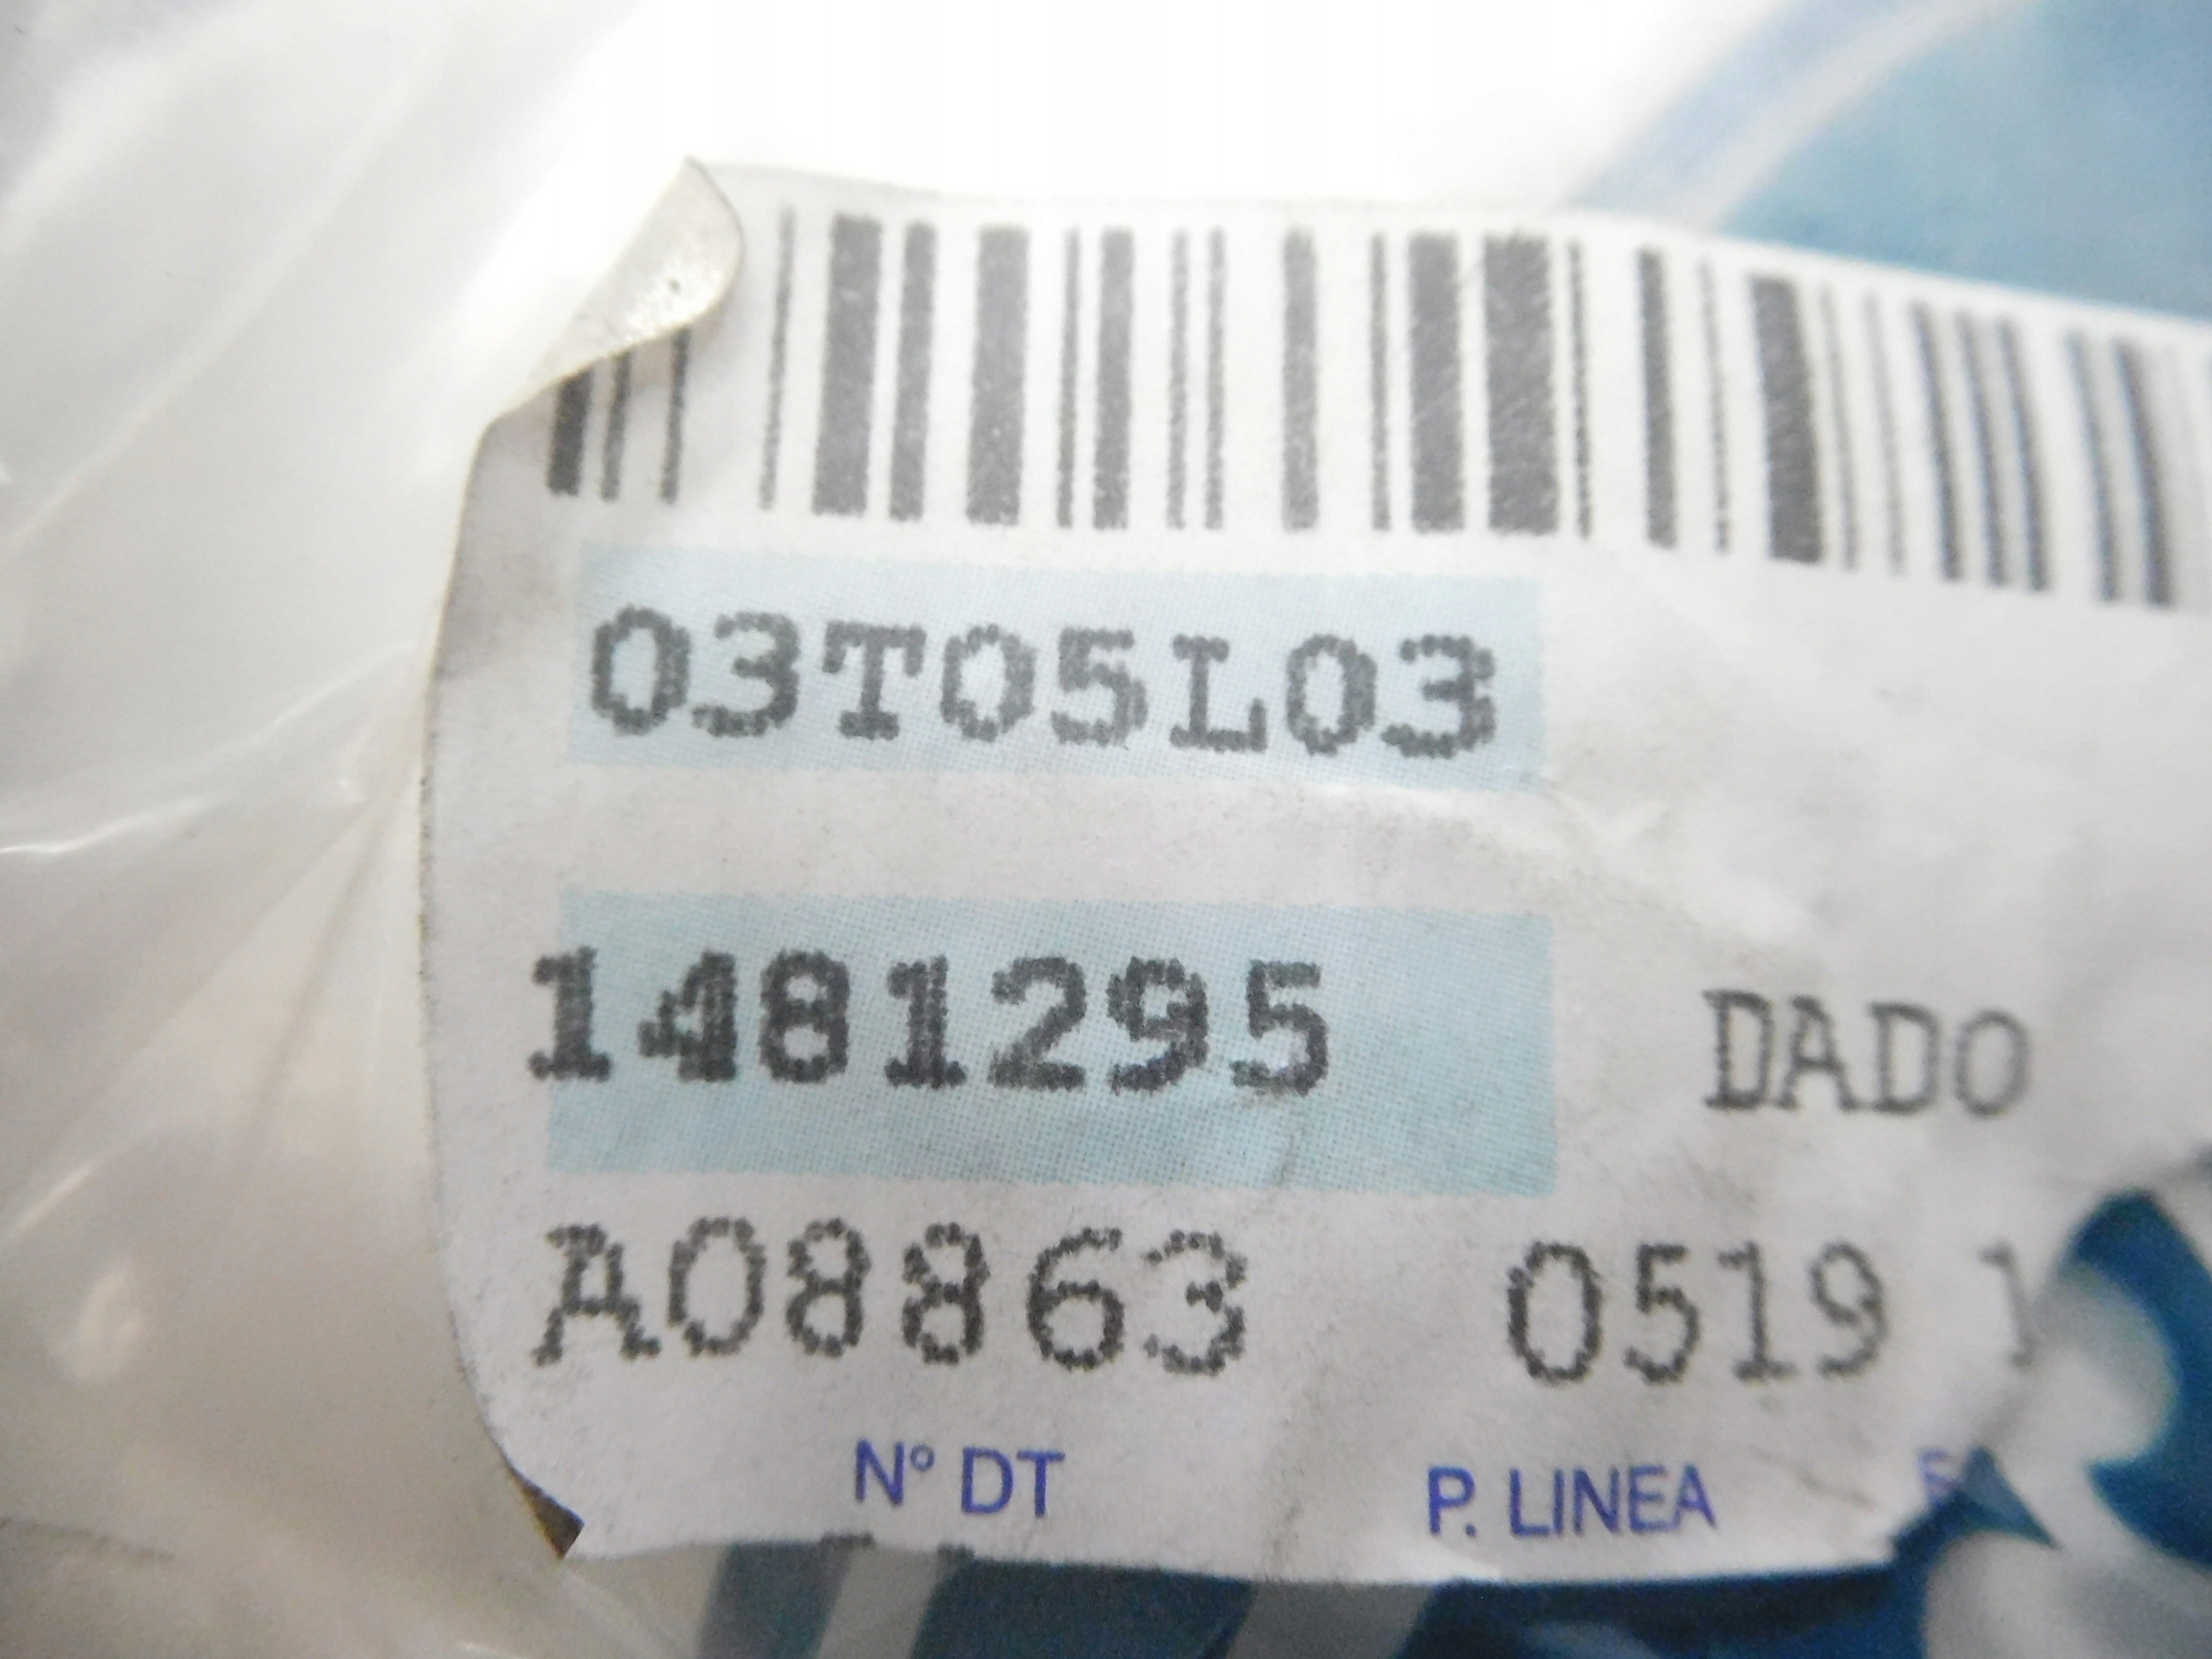 03T05L03
1481295 DADO
A08863 0519
N° DT P. LINEA